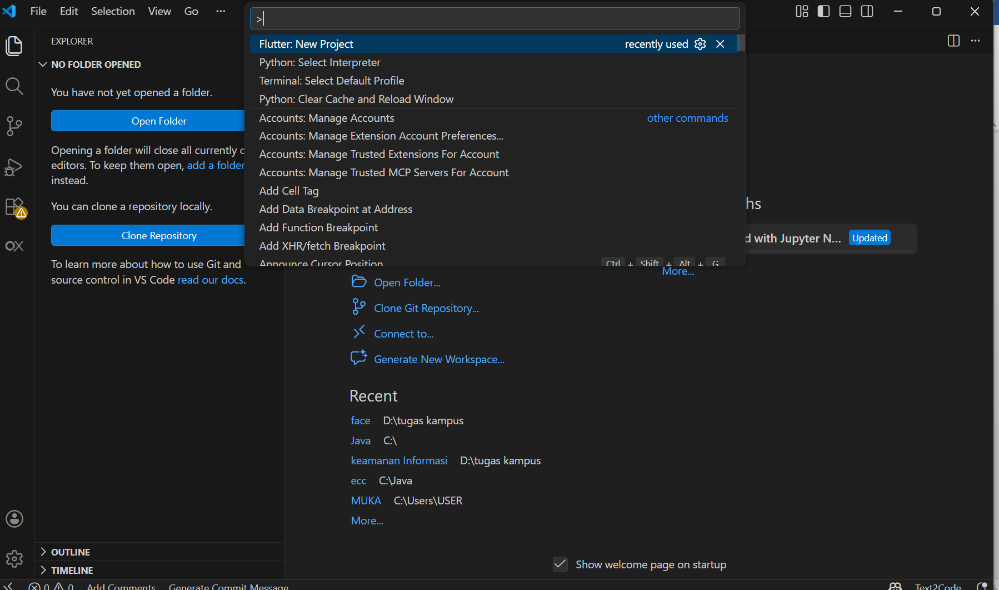 File Edit Selection View Go ...
>
Flutter: New Project recently used
Python: Select Interpreter
Terminal: Select Default Profile
Python: Clear Cache and Reload Window
Accounts: Manage Accounts other commands
Accounts: Manage Extension Account Preferences...
Accounts: Manage Trusted Extensions For Account
Accounts: Manage Trusted MCP Servers For Account
Add Cell Tag
Add Data Breakpoint at Address
Add Function Breakpoint
Add XHR/fetch Breakpoint
Announce Cursor Position Ctrl + Shift + Alt + G
EXPLORER
NO FOLDER OPENED
You have not yet opened a folder.
Open Folder
Opening a folder will close all currently
editors. To keep them open, add a folder
instead.
You can clone a repository locally.
Clone Repository
To learn more about how to use Git and
source control in VS Code read our docs.
OUTLINE
TIMELINE
hs
d with Jupyter N... Updated
More...
Open Folder...
Clone Git Repository...
Connect to...
Generate New Workspace...
Recent
face D:\tugas kampus
Java C:\
keamanan Informasi D:\tugas kampus
ecc C:\Java
MUKA C:\Users\USER
More...
Show welcome page on startup
0 0 Add Comments Generate Commit Message Text2Code